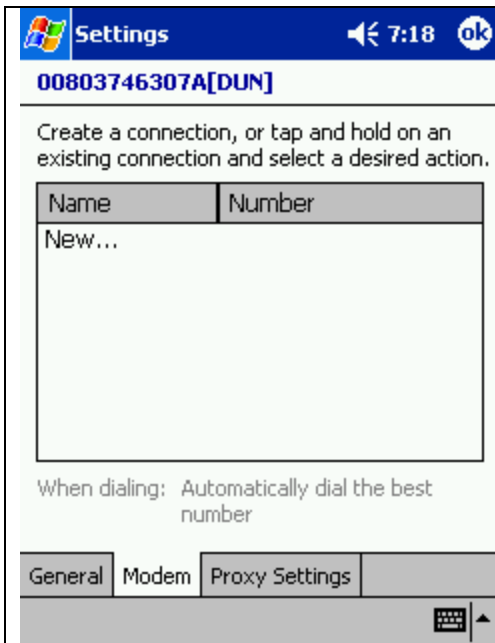 Settings 7:18 ok
00803746307A[DUN]
Create a connection, or tap and hold on an
existing connection and select a desired action.
Name Number
New...
When dialing: Automatically dial the best
number
General Modem Proxy Settings